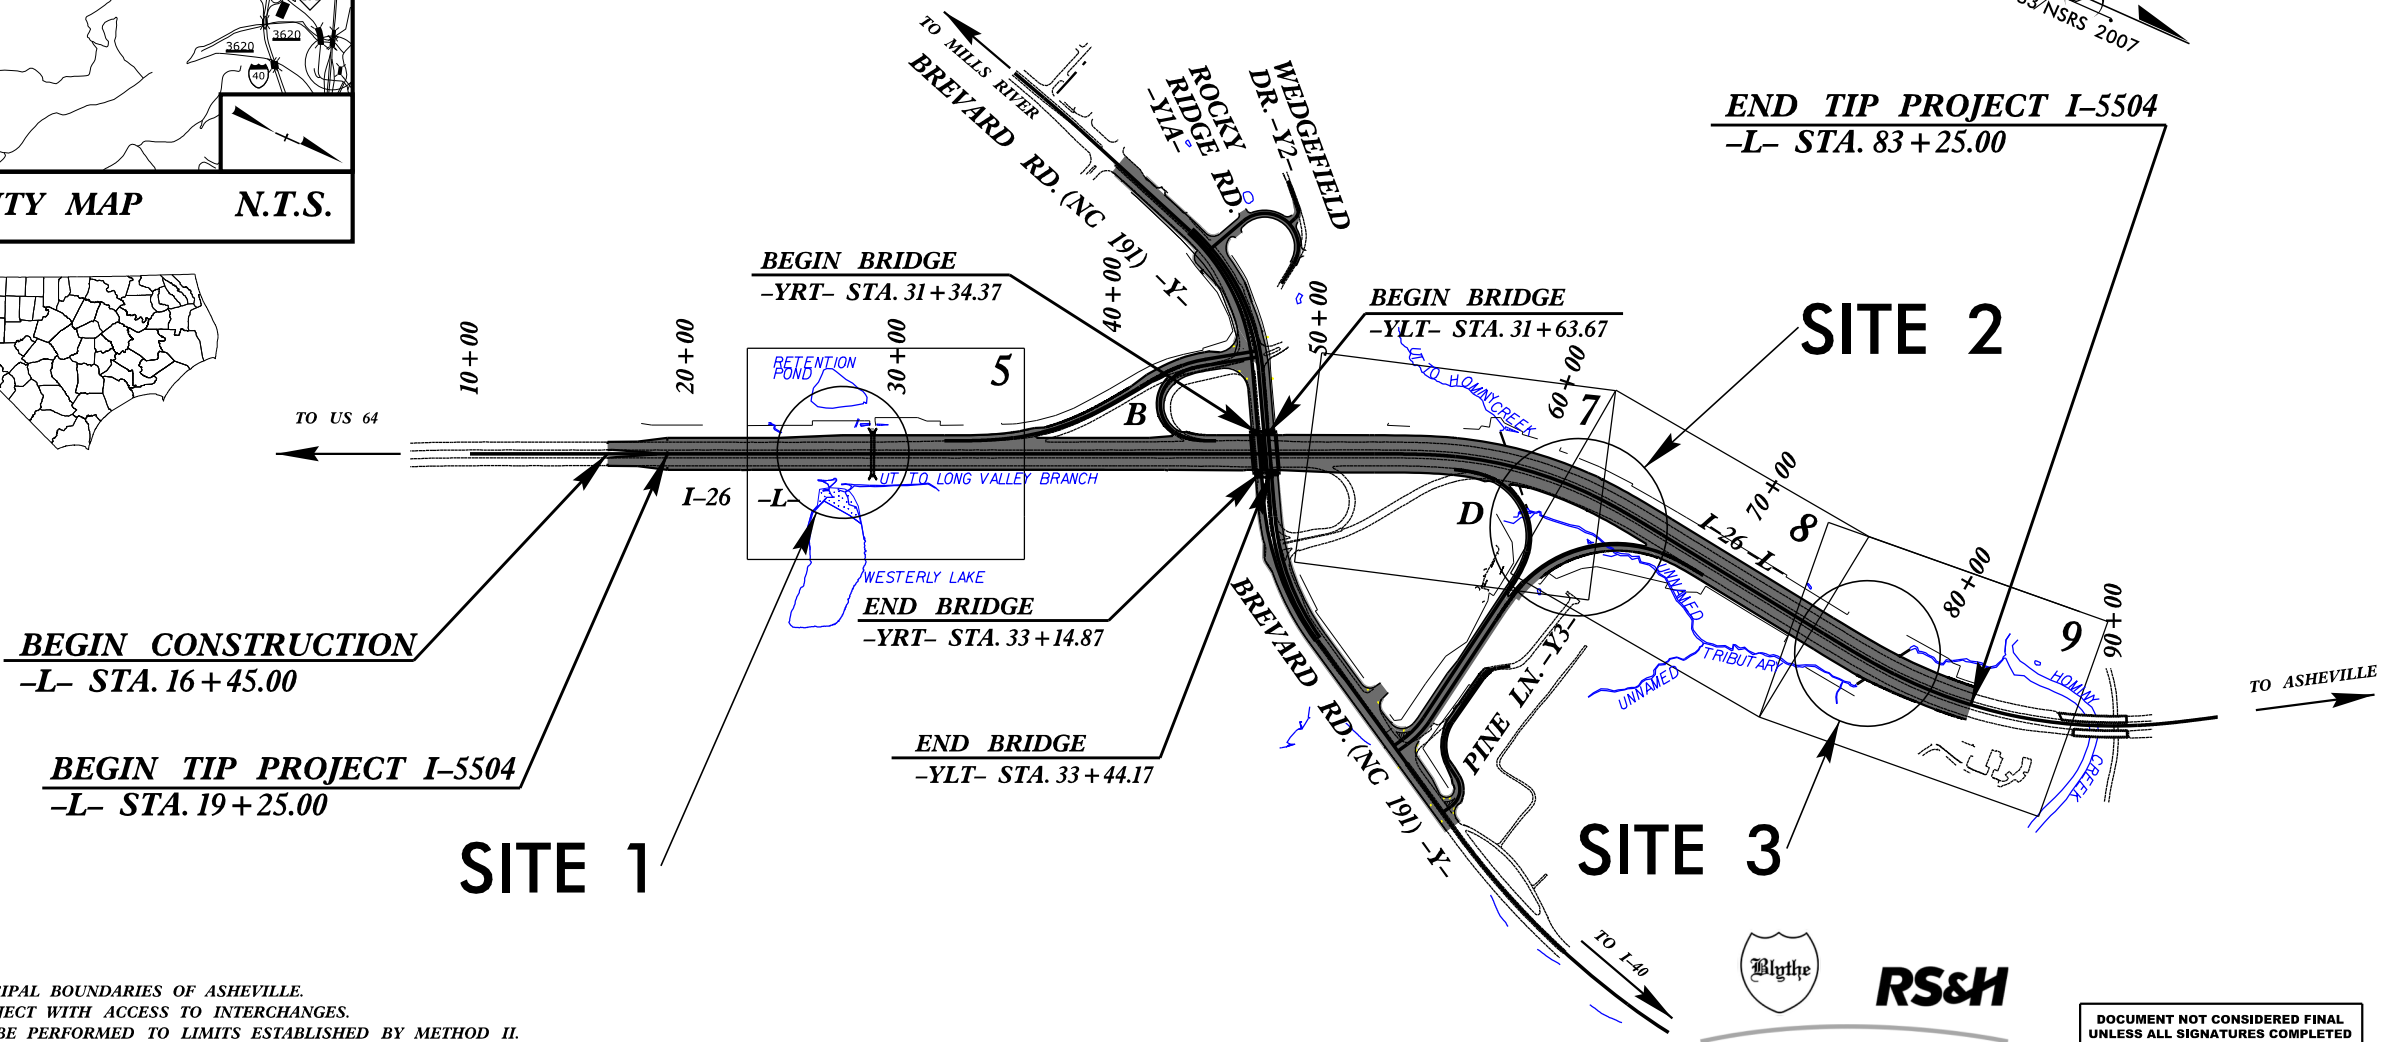 3620
3620
40
TY MAP N.T.S.
NSRS 2007
TO MILLS RIVER
BREVARD RD. (NC 191) -Y-
ROCKY
RIDGE RD.
-Y1A-
WEDGEFIELD
DR. -Y2-
END TIP PROJECT I-5504
-L- STA. 83+25.00
BEGIN BRIDGE
-YRT- STA. 31+34.37
BEGIN BRIDGE
-YLT- STA. 31+63.67
SITE 2
10+00
20+00
30+00
40+00
50+00
60+00
70+00
80+00
90+00
RETENTION
POND
5
7
8
9
UT TO HOMNY CREEK
TO US 64
B
D
I-26 -L-
UT TO LONG VALLEY BRANCH
I-26 -L-
WESTERLY LAKE
END BRIDGE
-YRT- STA. 33+14.87
BEGIN CONSTRUCTION
-L- STA. 16+45.00
BREVARD RD. (NC 191) -Y-
PINE LN. -Y3-
UNNAMED
TRIBUTARY
UNNAMED
HOMNY
CREEK
TO ASHEVILLE
END BRIDGE
-YLT- STA. 33+44.17
BEGIN TIP PROJECT I-5504
-L- STA. 19+25.00
SITE 1
SITE 3
TO I-40
Blythe
RS&H
IPAL BOUNDARIES OF ASHEVILLE.
JECT WITH ACCESS TO INTERCHANGES.
BE PERFORMED TO LIMITS ESTABLISHED BY METHOD II.
DOCUMENT NOT CONSIDERED FINAL
UNLESS ALL SIGNATURES COMPLETED